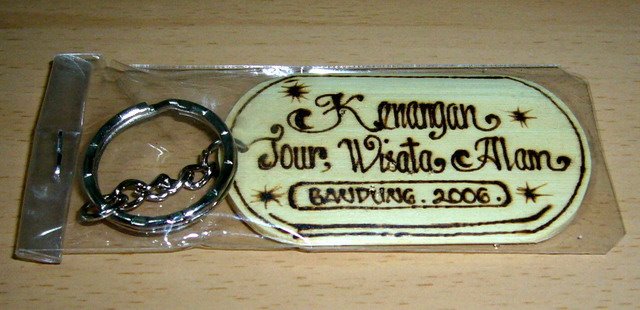 Kenangan
Tour, Wisata Alam
BANDUNG. 2006.